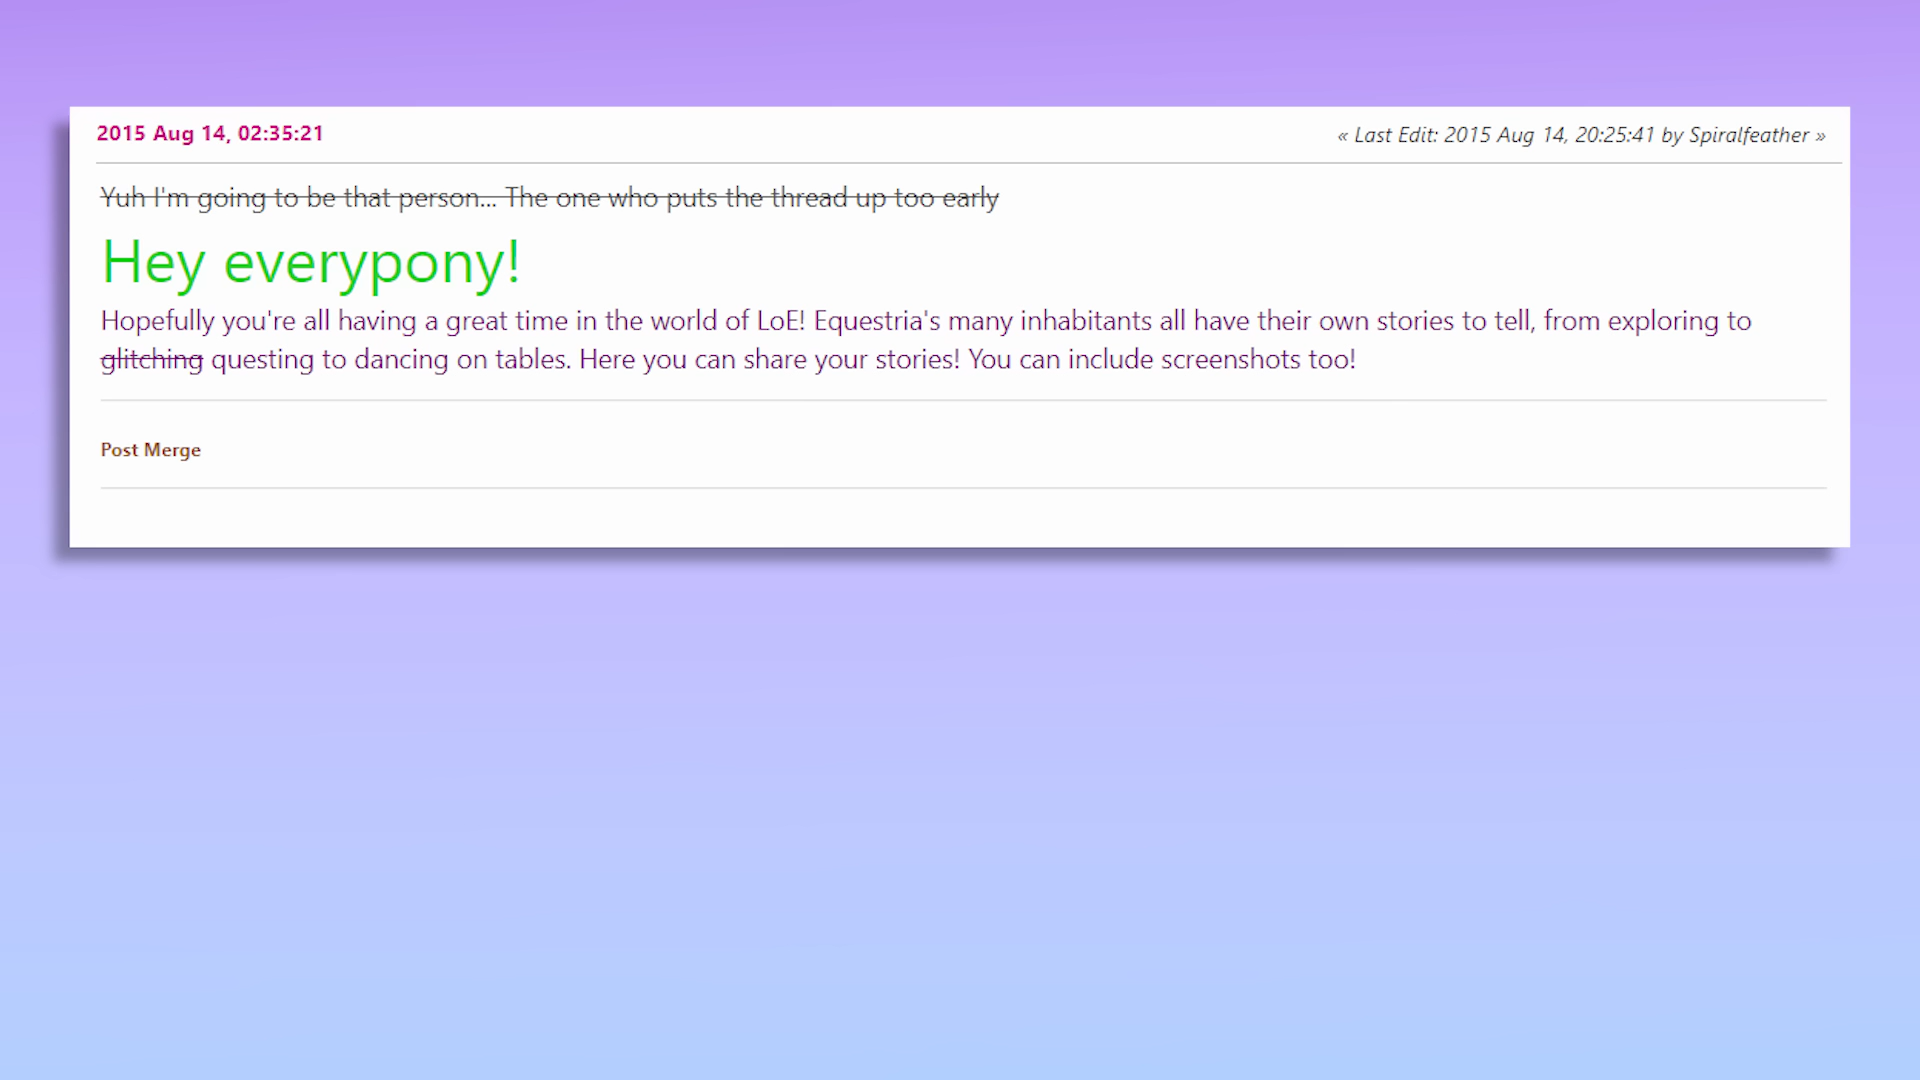 2015 Aug 14, 02:35:21
« Last Edit: 2015 Aug 14, 20:25:41 by Spiralfeather »
Yuh I'm going to be that person... The one who puts the thread up too early
Hey everypony!
Hopefully you're all having a great time in the world of LoE! Equestria's many inhabitants all have their own stories to tell, from exploring to
glitching questing to dancing on tables. Here you can share your stories! You can include screenshots too!
Post Merge